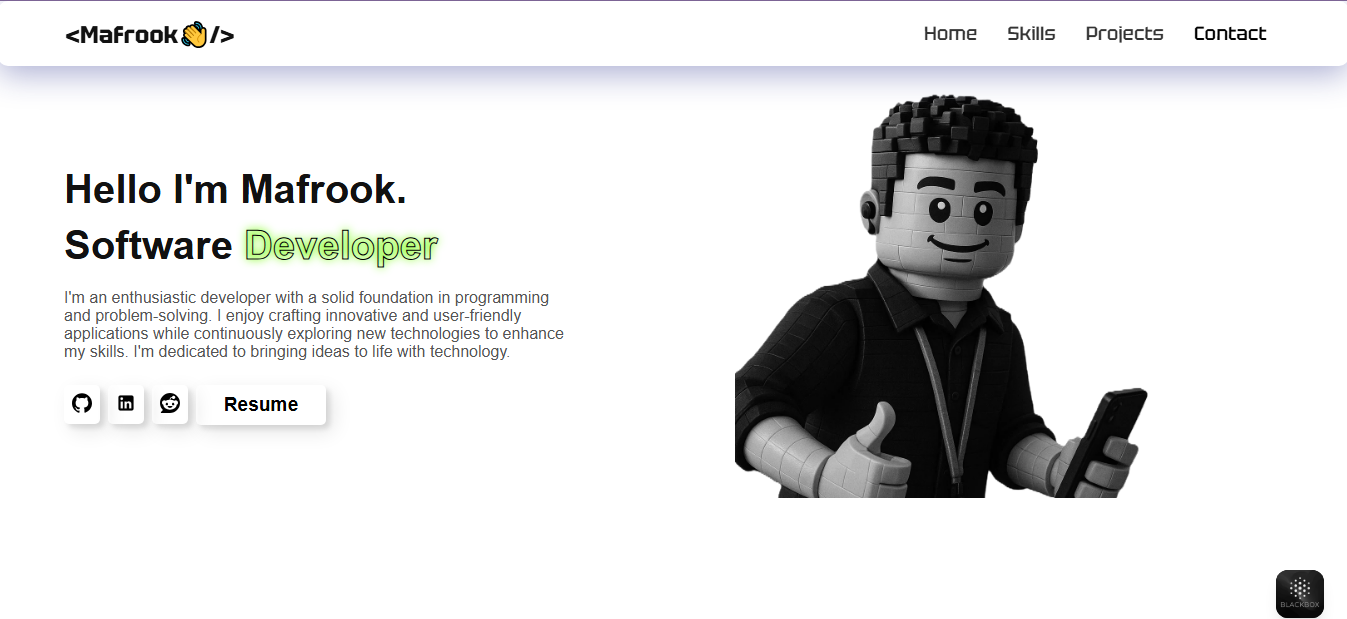 <Mafrook👋/>
Home Skills Projects Contact
Hello I'm Mafrook.
Software Developer
I'm an enthusiastic developer with a solid foundation in programming
and problem-solving. I enjoy crafting innovative and user-friendly
applications while continuously exploring new technologies to enhance
my skills. I'm dedicated to bringing ideas to life with technology.
in
Resume
BLACKBOX